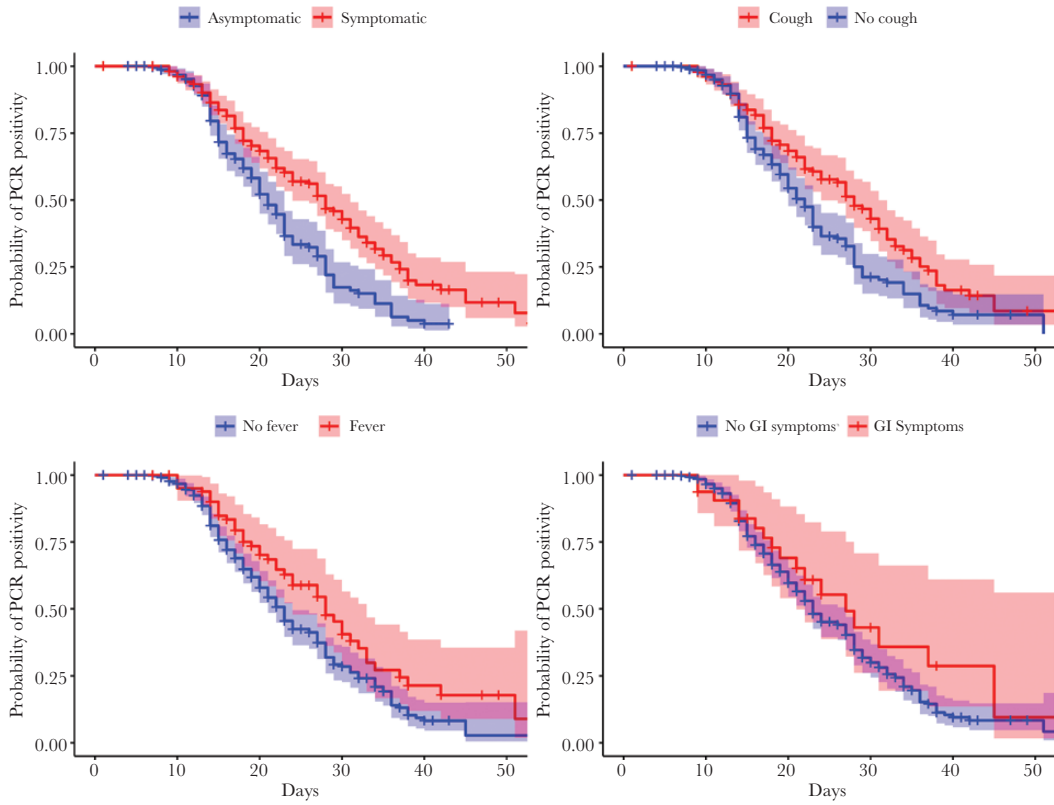 Asymptomatic Symptomatic
Probability of PCR positivity
1.00
0.75
0.50
0.25
0.00
0 10 20 30 40 50
Days
Cough No cough
Probability of PCR positivity
1.00
0.75
0.50
0.25
0.00
0 10 20 30 40 50
Days
No fever Fever
Probability of PCR positivity
1.00
0.75
0.50
0.25
0.00
0 10 20 30 40 50
Days
No GI symptoms GI Symptoms
Probability of PCR positivity
1.00
0.75
0.50
0.25
0.00
0 10 20 30 40 50
Days